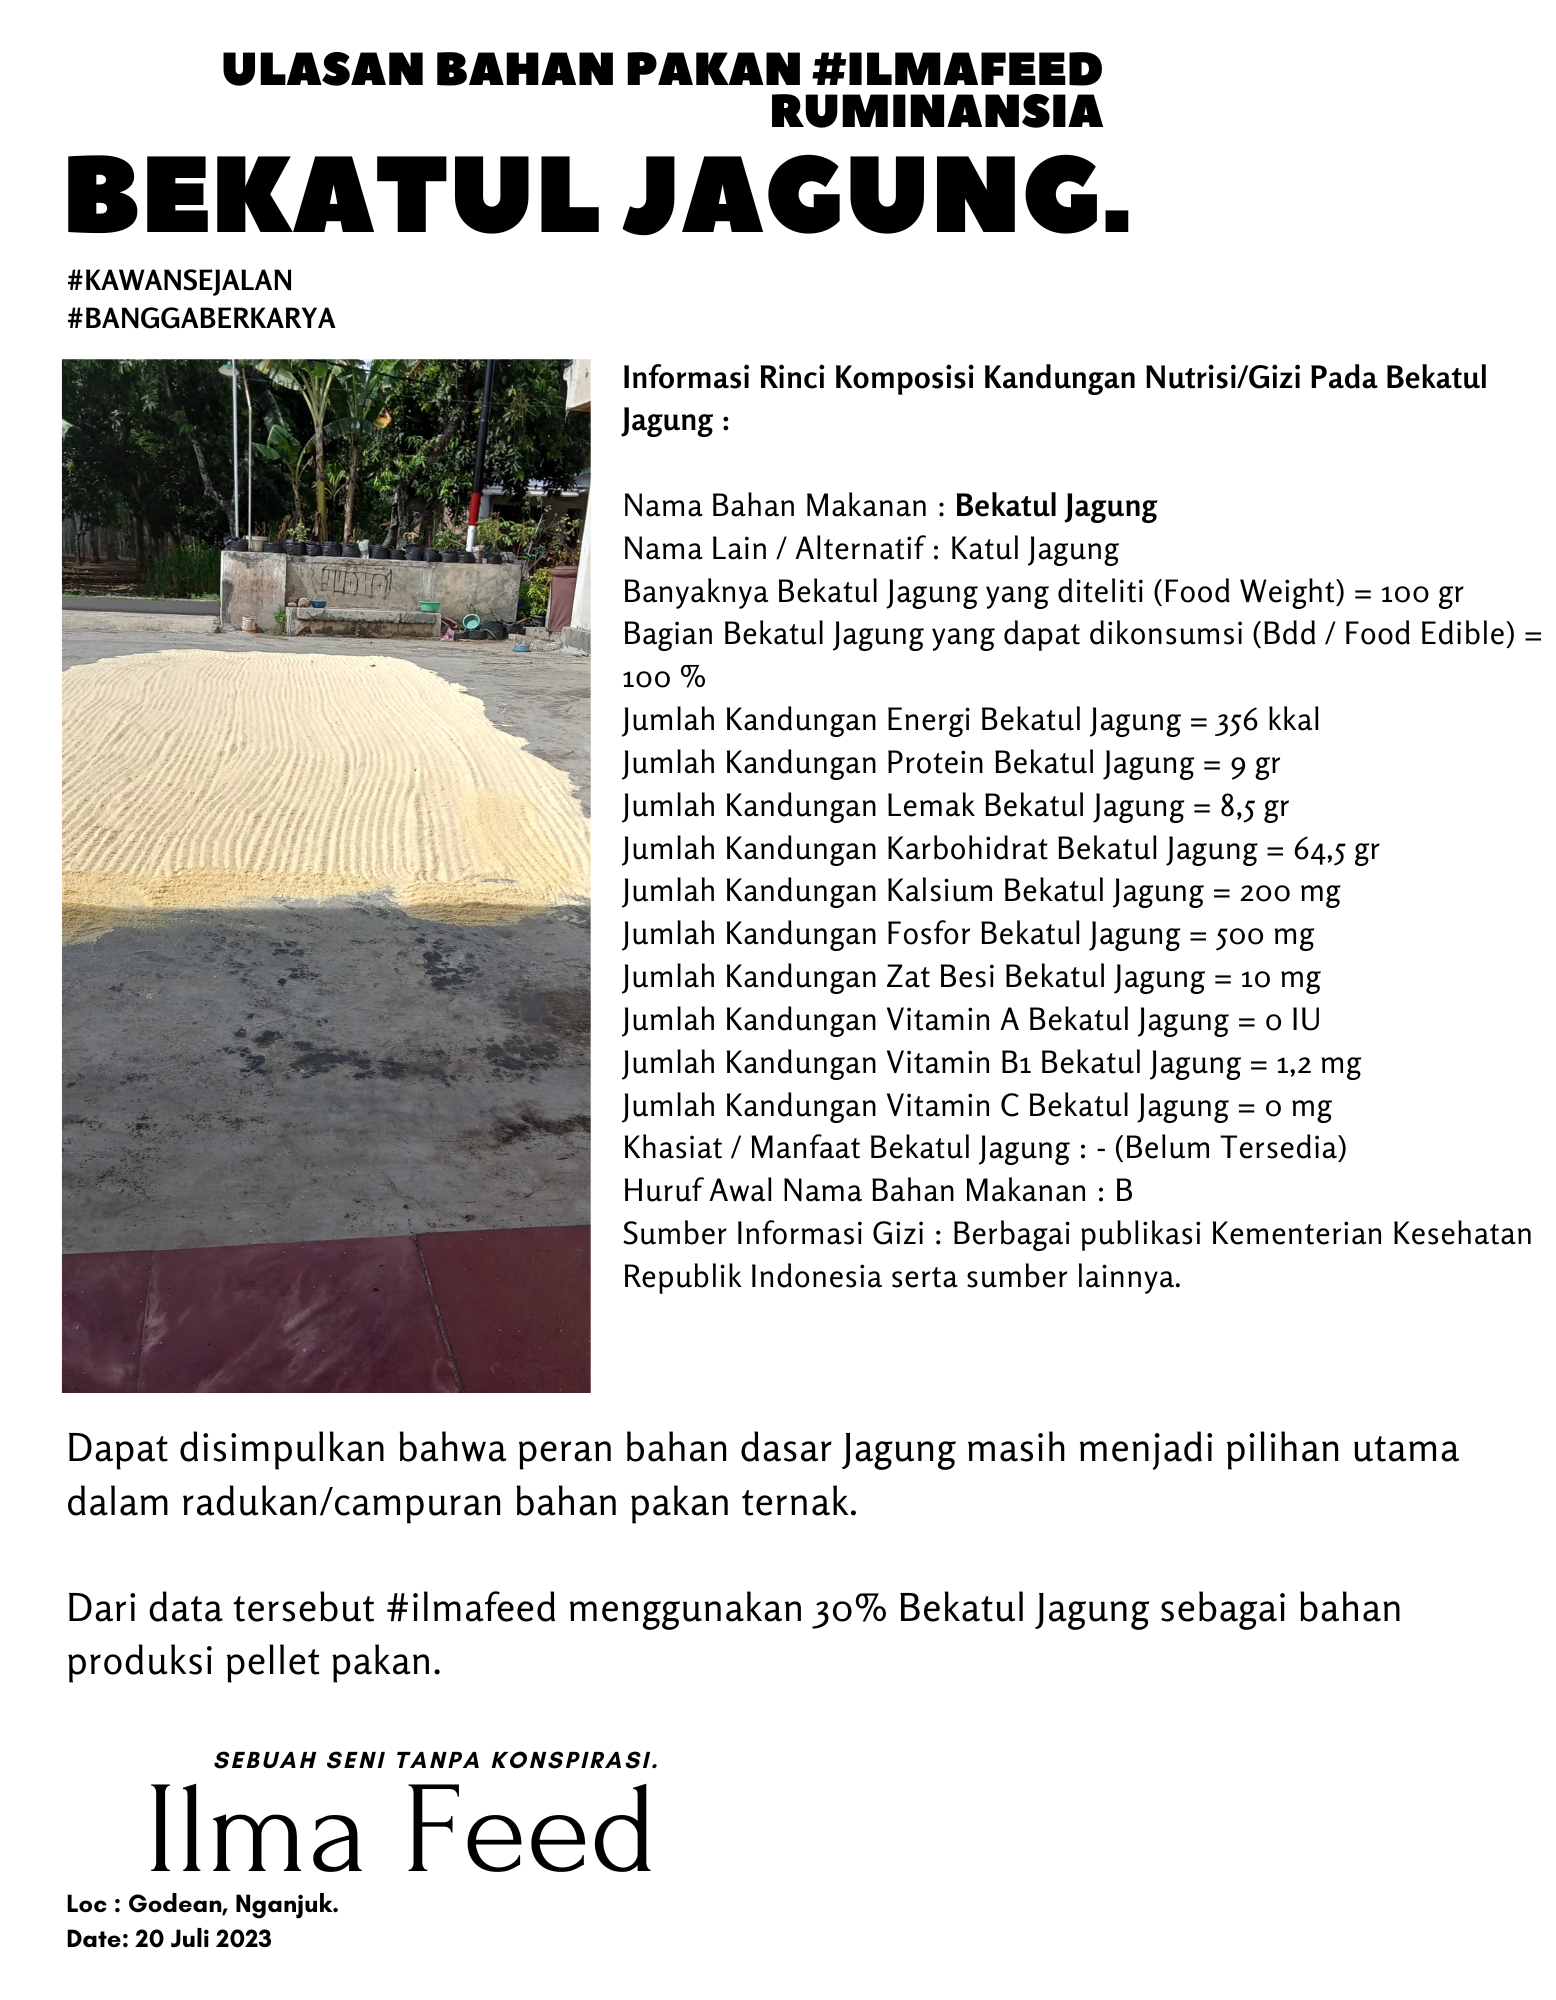 ULASAN BAHAN PAKAN #ILMAFEED
RUMINANSIA
BEKATUL JAGUNG.
#KAWANSEJALAN
#BANGGABERKARYA
Informasi Rinci Komposisi Kandungan Nutrisi/Gizi Pada Bekatul
Jagung :
Nama Bahan Makanan : Bekatul Jagung
Nama Lain / Alternatif : Katul Jagung
Banyaknya Bekatul Jagung yang diteliti (Food Weight) = 100 gr
Bagian Bekatul Jagung yang dapat dikonsumsi (Bdd / Food Edible) =
100 %
Jumlah Kandungan Energi Bekatul Jagung = 356 kkal
Jumlah Kandungan Protein Bekatul Jagung = 9 gr
Jumlah Kandungan Lemak Bekatul Jagung = 8,5 gr
Jumlah Kandungan Karbohidrat Bekatul Jagung = 64,5 gr
Jumlah Kandungan Kalsium Bekatul Jagung = 200 mg
Jumlah Kandungan Fosfor Bekatul Jagung = 500 mg
Jumlah Kandungan Zat Besi Bekatul Jagung = 10 mg
Jumlah Kandungan Vitamin A Bekatul Jagung = 0 IU
Jumlah Kandungan Vitamin B1 Bekatul Jagung = 1,2 mg
Jumlah Kandungan Vitamin C Bekatul Jagung = 0 mg
Khasiat / Manfaat Bekatul Jagung : - (Belum Tersedia)
Huruf Awal Nama Bahan Makanan : B
Sumber Informasi Gizi : Berbagai publikasi Kementerian Kesehatan
Republik Indonesia serta sumber lainnya.
Dapat disimpulkan bahwa peran bahan dasar Jagung masih menjadi pilihan utama
dalam radukan/campuran bahan pakan ternak.
Dari data tersebut #ilmafeed menggunakan 30% Bekatul Jagung sebagai bahan
produksi pellet pakan.
SEBUAH SENI TANPA KONSPIRASI.
Ilma Feed
Loc : Godean, Nganjuk.
Date: 20 Juli 2023